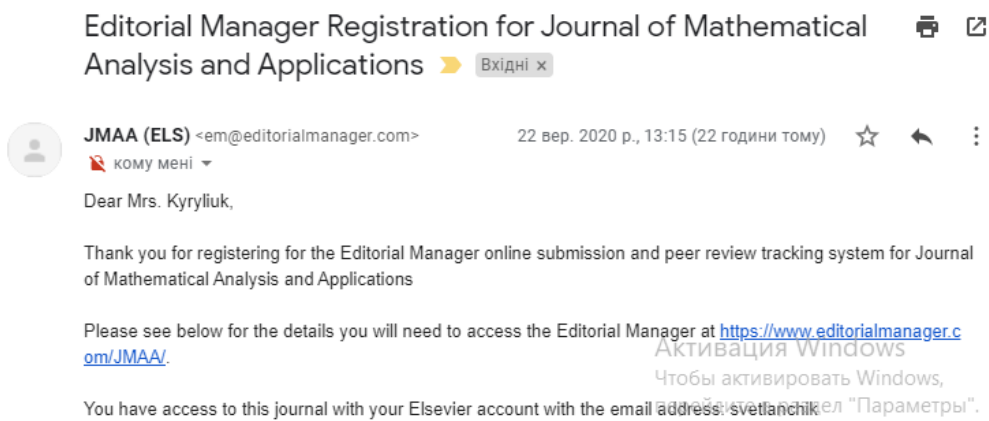 Editorial Manager Registration for Journal of Mathematical
Analysis and Applications Вхідні ×
JMAA (ELS) <em@editorialmanager.com> 22 вер. 2020 р., 13:15 (22 години тому)
кому мені
Dear Mrs. Kyryliuk,
Thank you for registering for the Editorial Manager online submission and peer review tracking system for Journal
of Mathematical Analysis and Applications
Please see below for the details you will need to access the Editorial Manager at https://www.editorialmanager.c
om/JMAA/.
Активация Windows
Чтобы активировать Windows,
перейдите в раздел "Параметры".
You have access to this journal with your Elsevier account with the email address: svetlanchik